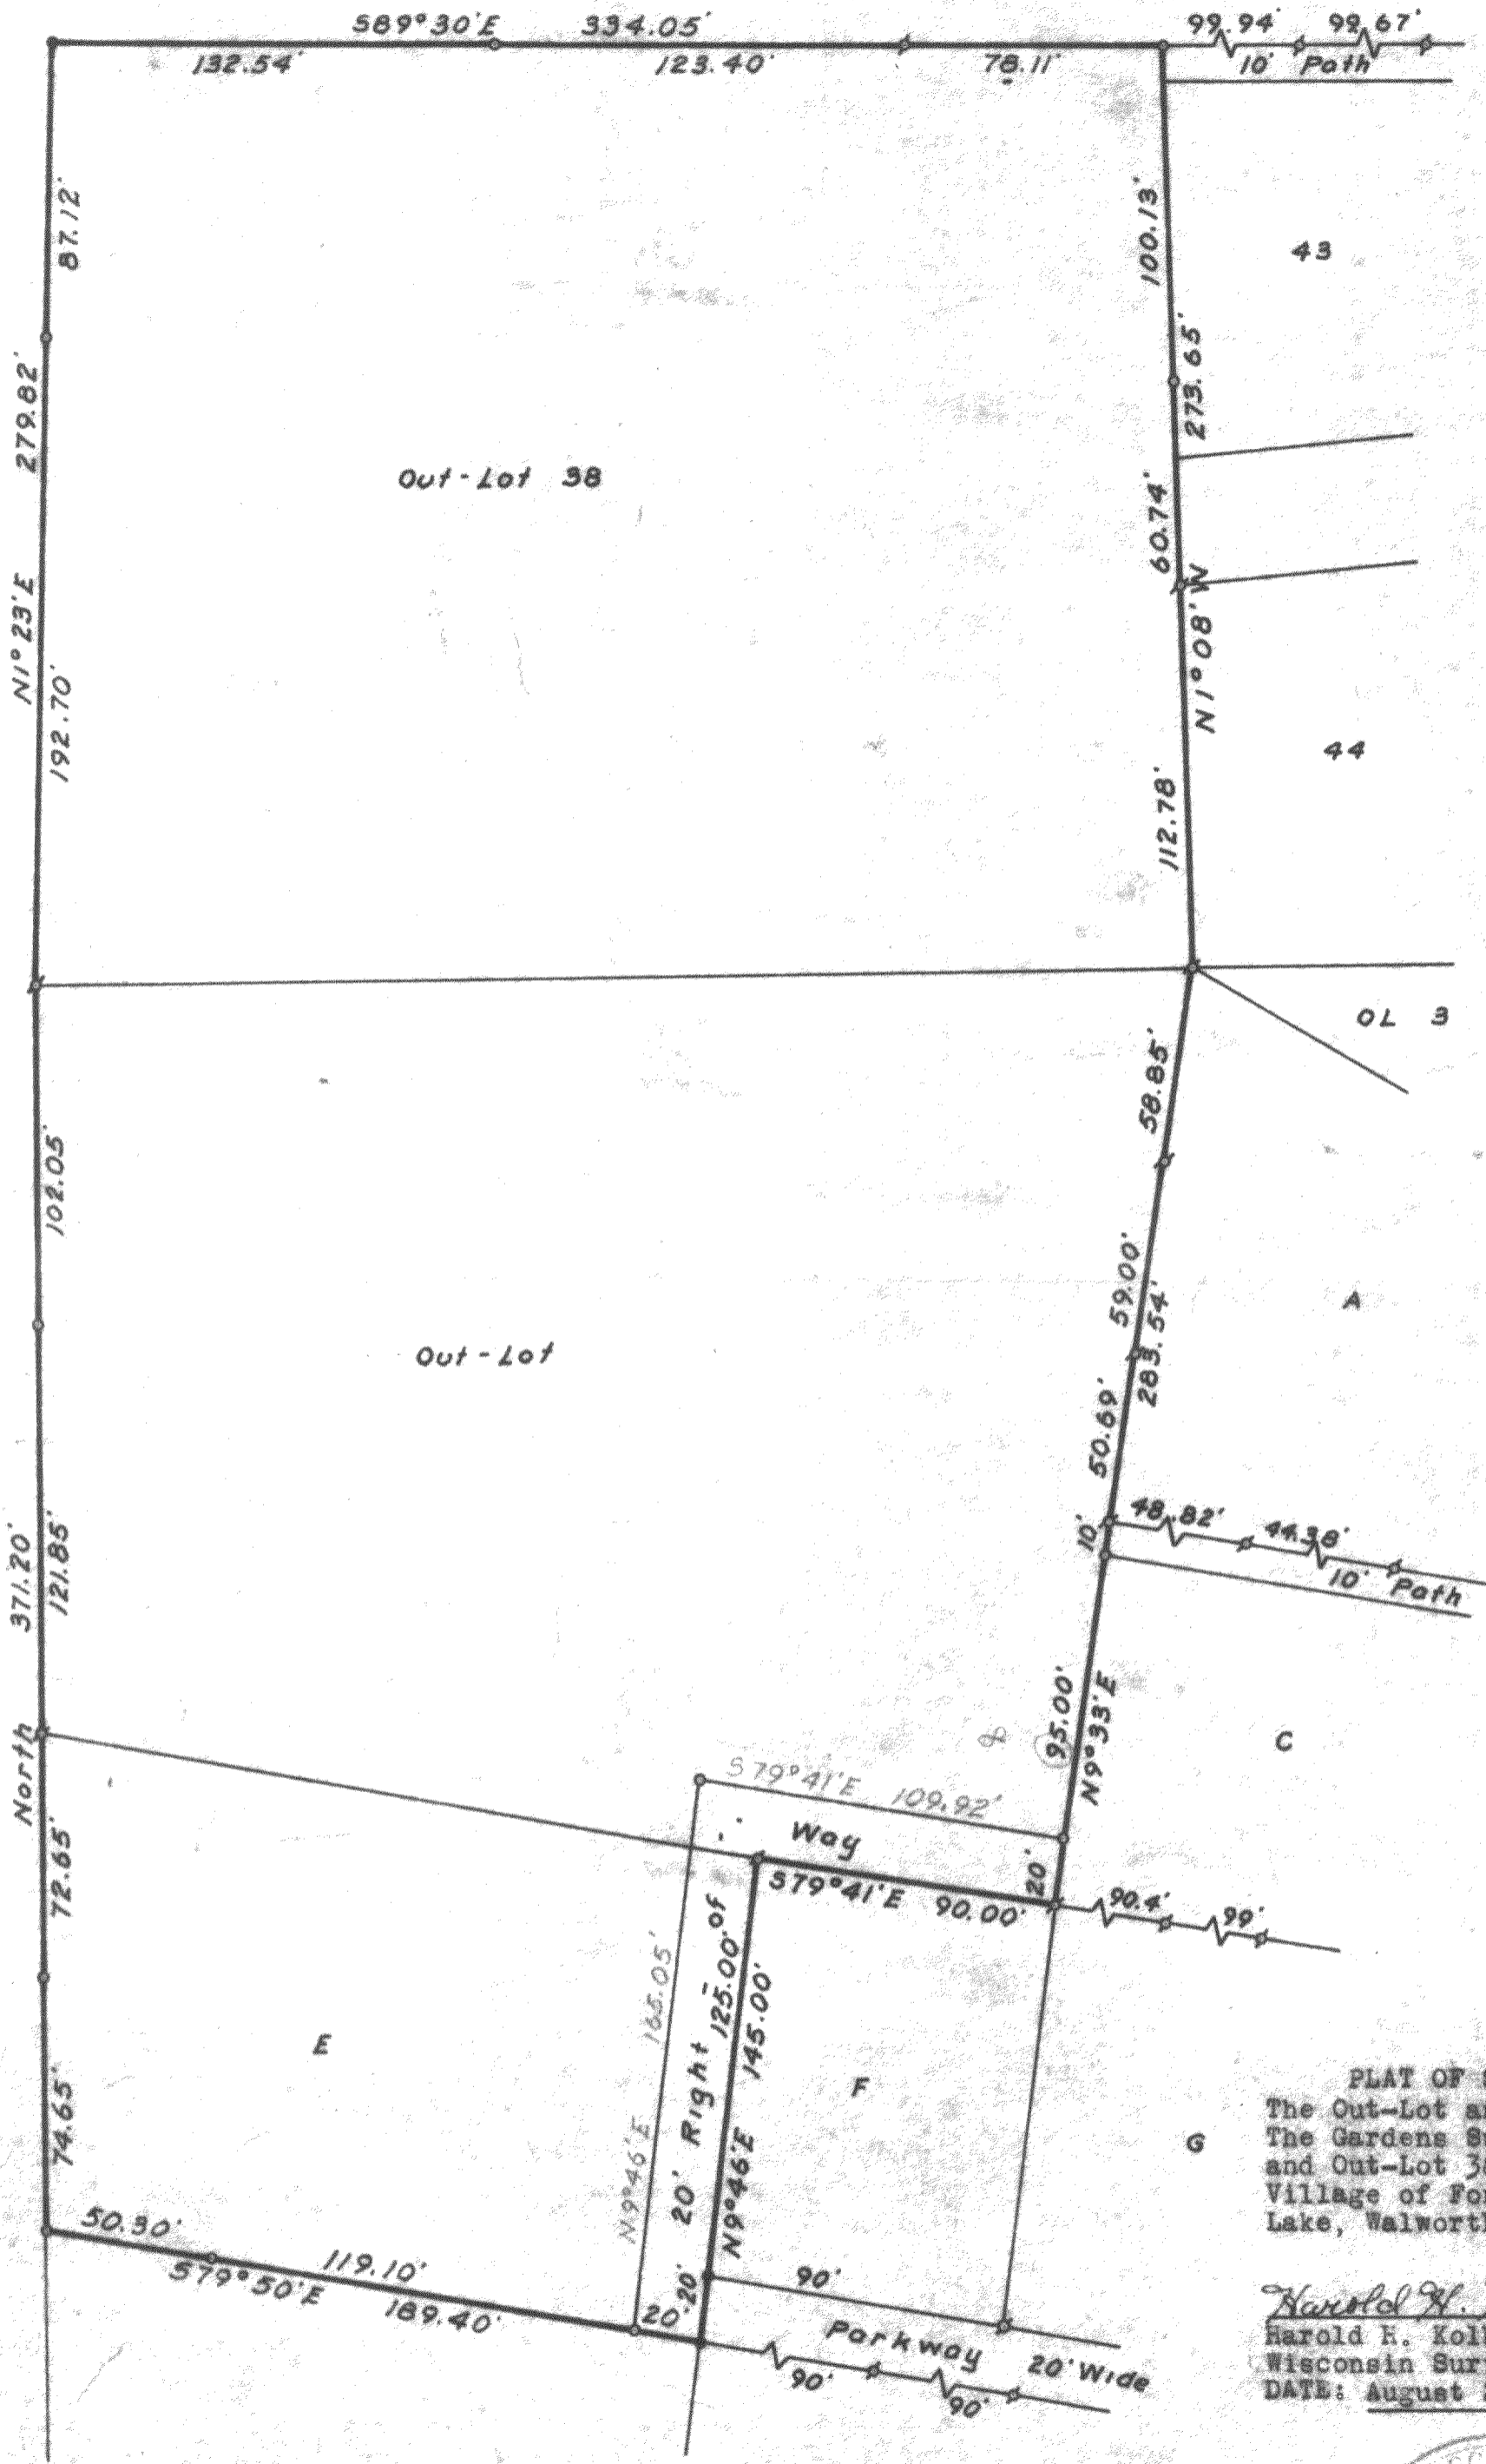 S89°30'E 334.05'
99.94' 99.67'
132.54' 123.40' 78.11'
10' Path
87.12'
100.13'
43
279.82'
273.65'
Out-Lot 38
60.74'
N1°23'E
N1°08'W
192.70'
44
112.78'
OL 3
58.85'
102.05'
59.00'
283.54'
A
Out-Lot
50.69'
10'
48.82' 44.38'
10' Path
371.20'
121.85'
95.00'
N9°33'E
C
North
S79°41'E 109.92'
Way
20'
S79°41'E 90.00'
90.4' 99'
72.65'
165.05'
N9°46'E
20' Right of
125.00'
145.00'
N9°46'E
E
F
G
74.65'
50.30'
119.10'
S79°50'E 189.40'
20'
20'
90'
Parkway 20' Wide
90' 90'
PLAT OF
The Out-Lot
The Gardens
and Out-Lot
Village of
Lake, Walworth
Harold H.
Harold H.
Wisconsin
DATE: August